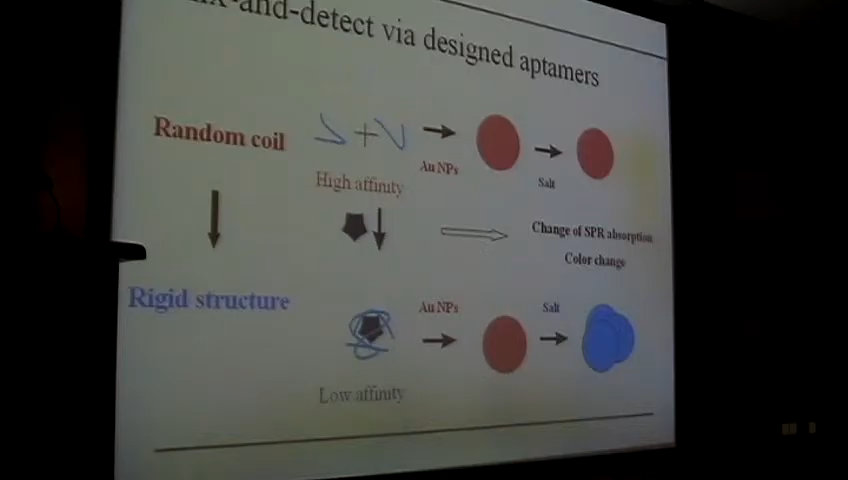 -and-detect via designed aptamers
Random coil
+
Au NPs
Salt
High affinity
Change of SPR absorption
Color change
Rigid structure
Au NPs
Salt
Low affinity